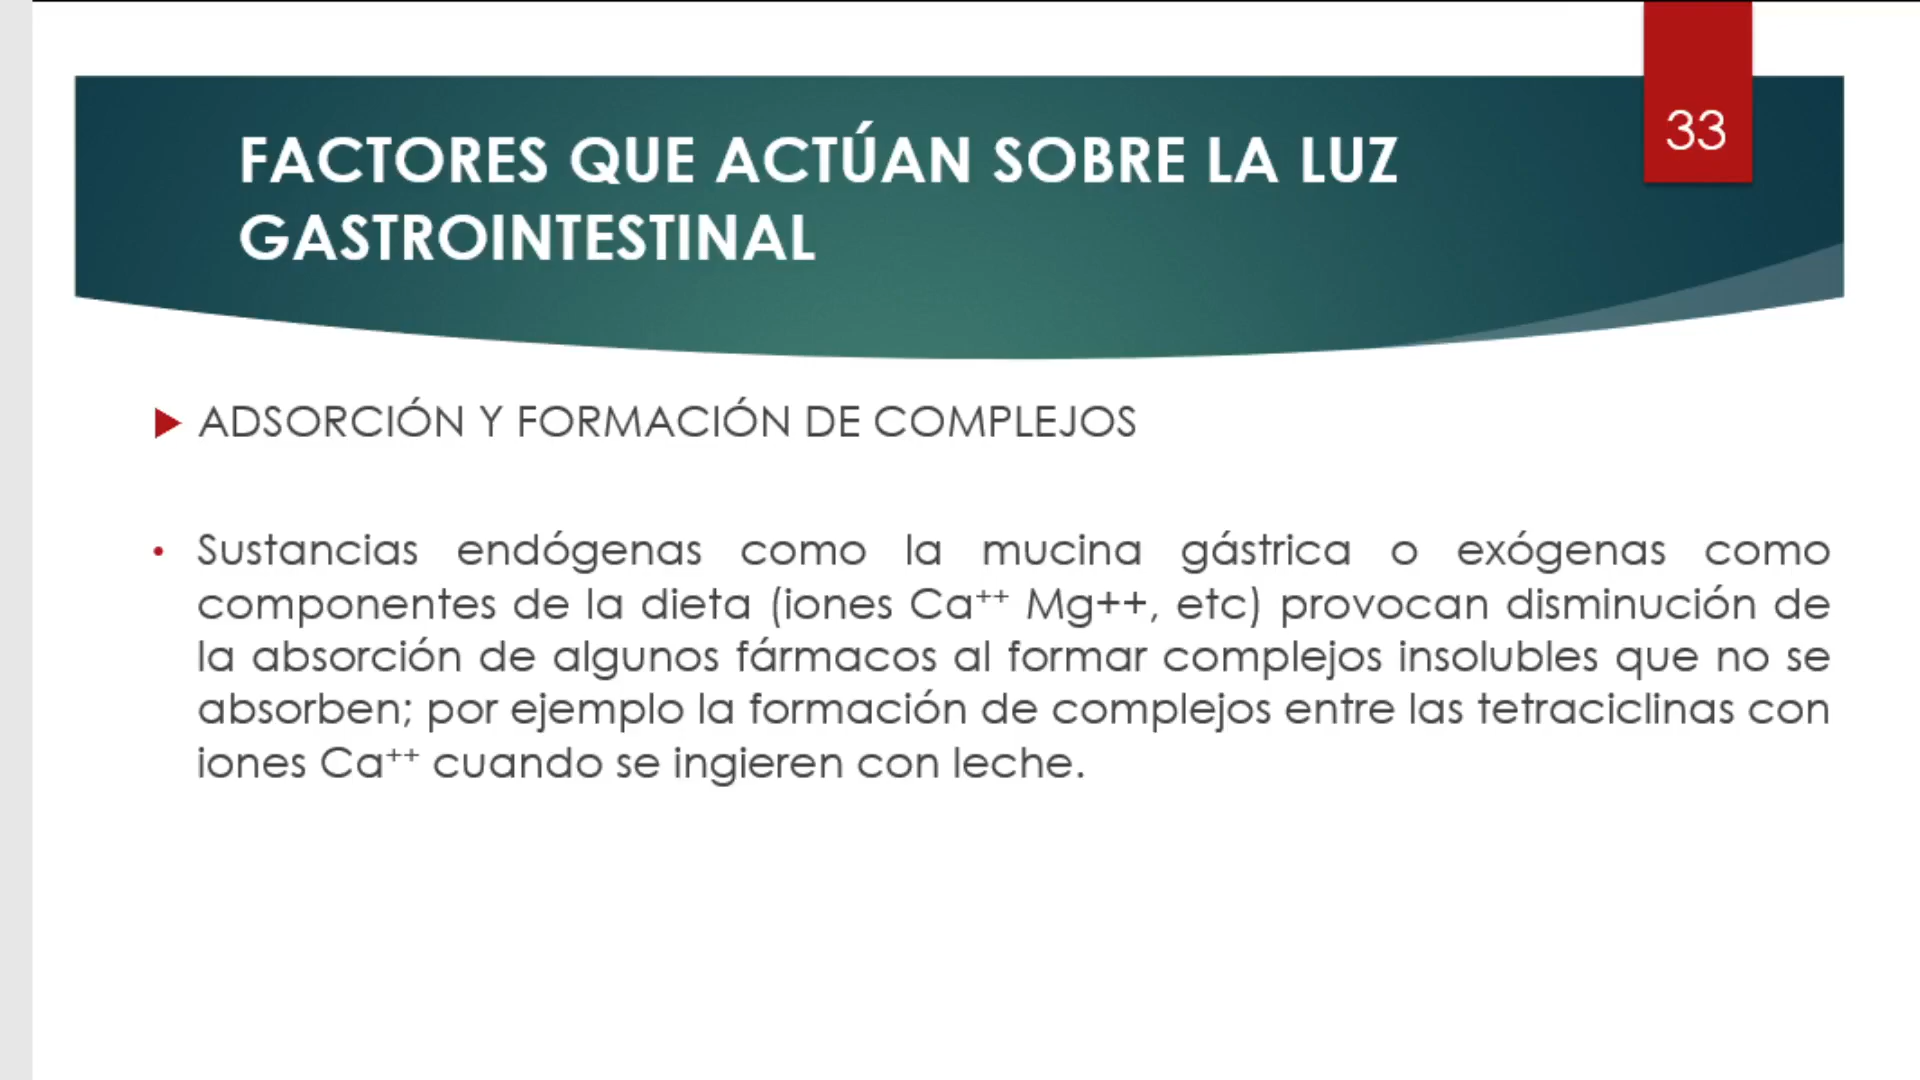 33
FACTORES QUE ACTÚAN SOBRE LA LUZ
GASTROINTESTINAL
ADSORCIÓN Y FORMACIÓN DE COMPLEJOS
• Sustancias endógenas como la mucina gástrica o exógenas como
componentes de la dieta (iones Ca⁺⁺ Mg++, etc) provocan disminución de
la absorción de algunos fármacos al formar complejos insolubles que no se
absorben; por ejemplo la formación de complejos entre las tetraciclinas con
iones Ca⁺⁺ cuando se ingieren con leche.